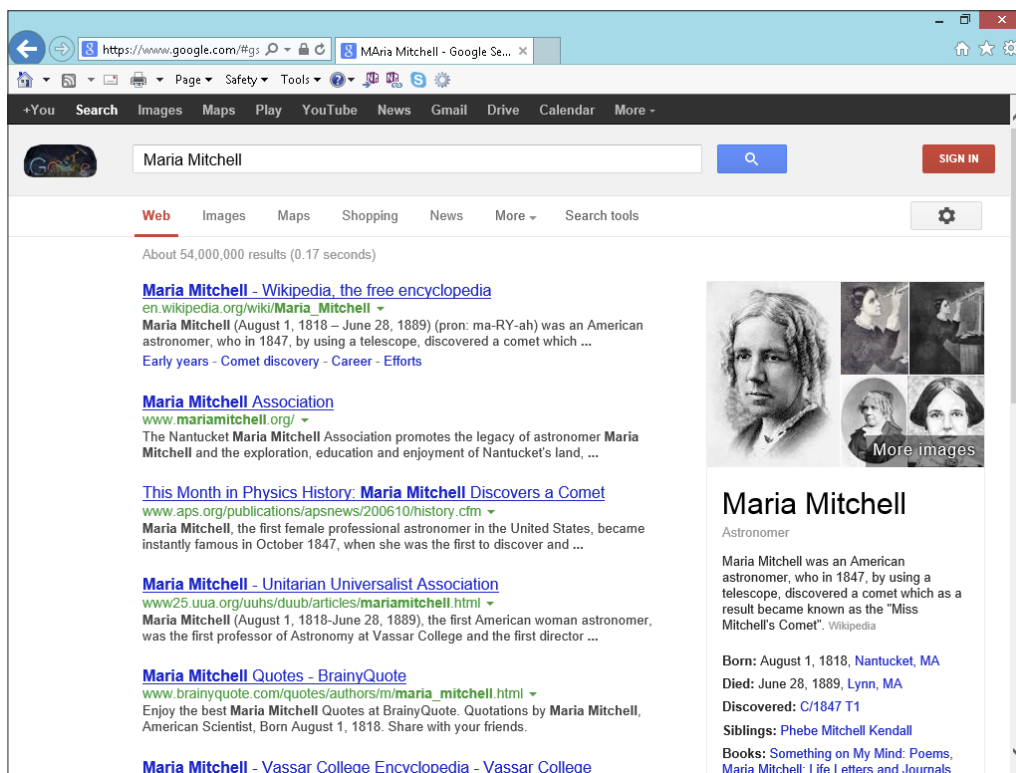 https://www.google.com/#gs
MAria Mitchell - Google Se...
Page Safety Tools
+You Search Images Maps Play YouTube News Gmail Drive Calendar More
Google
Maria Mitchell
SIGN IN
Web Images Maps Shopping News More Search tools
About 54,000,000 results (0.17 seconds)
Maria Mitchell - Wikipedia, the free encyclopedia
en.wikipedia.org/wiki/Maria_Mitchell
Maria Mitchell (August 1, 1818 – June 28, 1889) (pron: ma-RY-ah) was an American
astronomer, who in 1847, by using a telescope, discovered a comet which ...
Early years - Comet discovery - Career - Efforts
Maria Mitchell Association
www.mariamitchell.org/
The Nantucket Maria Mitchell Association promotes the legacy of astronomer Maria
Mitchell and the exploration, education and enjoyment of Nantucket's land, ...
This Month in Physics History: Maria Mitchell Discovers a Comet
www.aps.org/publications/apsnews/200610/history.cfm
Maria Mitchell, the first female professional astronomer in the United States, became
instantly famous in October 1847, when she was the first to discover and ...
Maria Mitchell - Unitarian Universalist Association
www25.uua.org/uuhs/duub/articles/mariamitchell.html
Maria Mitchell (August 1, 1818-June 28, 1889), the first American woman astronomer,
was the first professor of Astronomy at Vassar College and the first director ...
Maria Mitchell Quotes - BrainyQuote
www.brainyquote.com/quotes/authors/m/maria_mitchell.html
Enjoy the best Maria Mitchell Quotes at BrainyQuote. Quotations by Maria Mitchell,
American Scientist, Born August 1, 1818. Share with your friends.
Maria Mitchell - Vassar College Encyclopedia - Vassar College
More images
Maria Mitchell
Astronomer
Maria Mitchell was an American
astronomer, who in 1847, by using a
telescope, discovered a comet which as a
result became known as the "Miss
Mitchell's Comet". Wikipedia
Born: August 1, 1818, Nantucket, MA
Died: June 28, 1889, Lynn, MA
Discovered: C/1847 T1
Siblings: Phebe Mitchell Kendall
Books: Something on My Mind: Poems,
Maria Mitchell: Life Letters and Journals